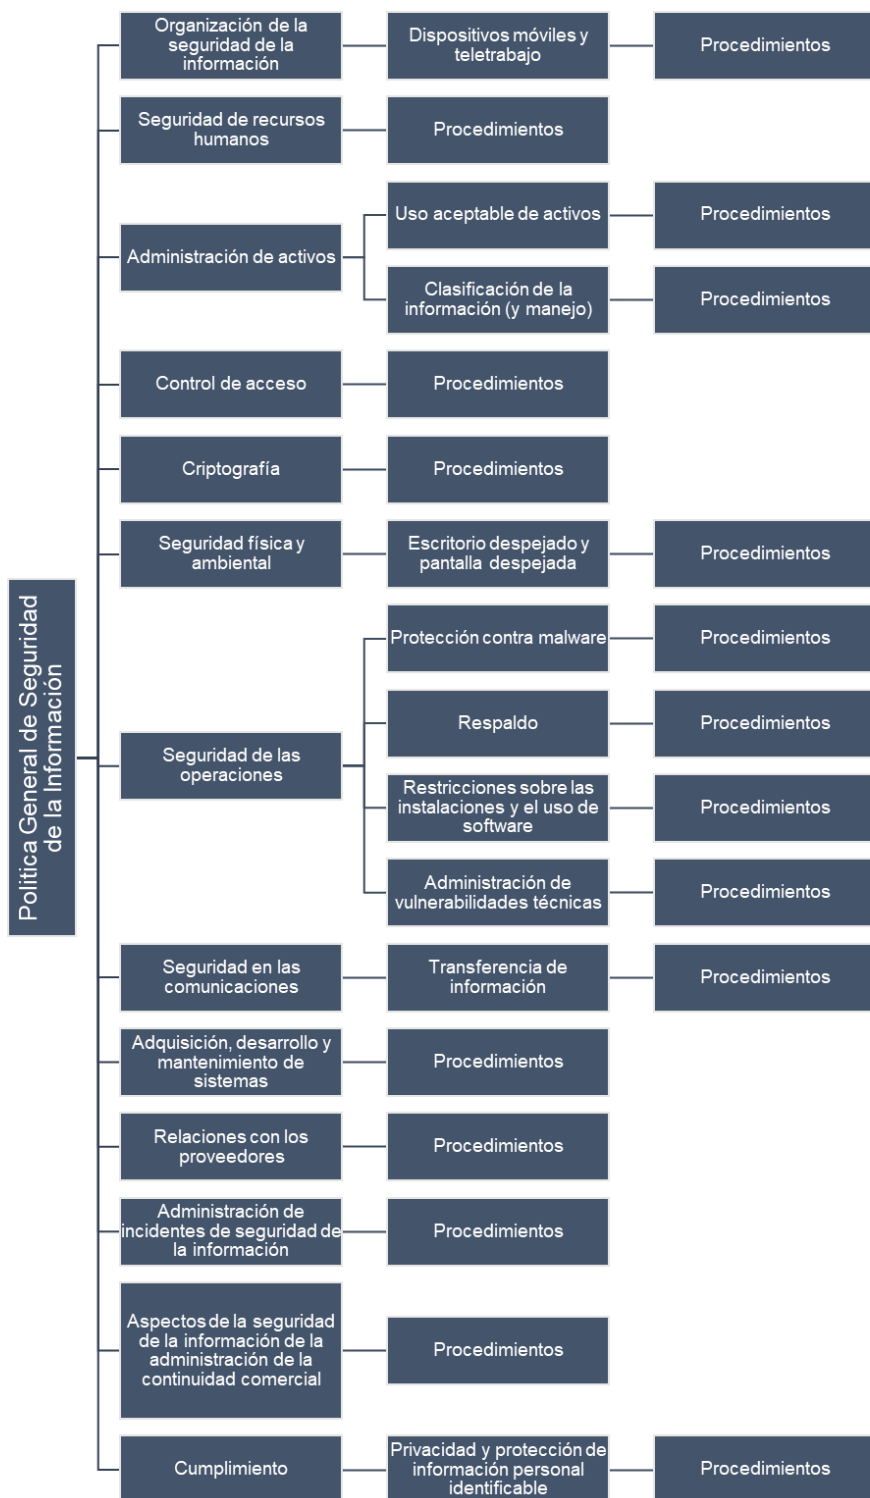 Organización de la
seguridad de la
información
Dispositivos móviles y
teletrabajo
Procedimientos
Seguridad de recursos
humanos
Procedimientos
Administración de activos
Uso aceptable de activos
Procedimientos
Clasificación de la
información (y manejo)
Procedimientos
Control de acceso
Procedimientos
Criptografía
Procedimientos
Seguridad física y
ambiental
Escritorio despejado y
pantalla despejada
Procedimientos
Politica General de Seguridad
de la Información
Seguridad de las
operaciones
Protección contra malware
Procedimientos
Respaldo
Procedimientos
Restricciones sobre las
instalaciones y el uso de
software
Procedimientos
Administración de
vulnerabilidades técnicas
Procedimientos
Seguridad en las
comunicaciones
Transferencia de
información
Procedimientos
Adquisición, desarrollo y
mantenimiento de
sistemas
Procedimientos
Relaciones con los
proveedores
Procedimientos
Administración de
incidentes de seguridad de
la información
Procedimientos
Aspectos de la seguridad
de la información de la
administración de la
continuidad comercial
Procedimientos
Cumplimiento
Privacidad y protección de
información personal
identificable
Procedimientos